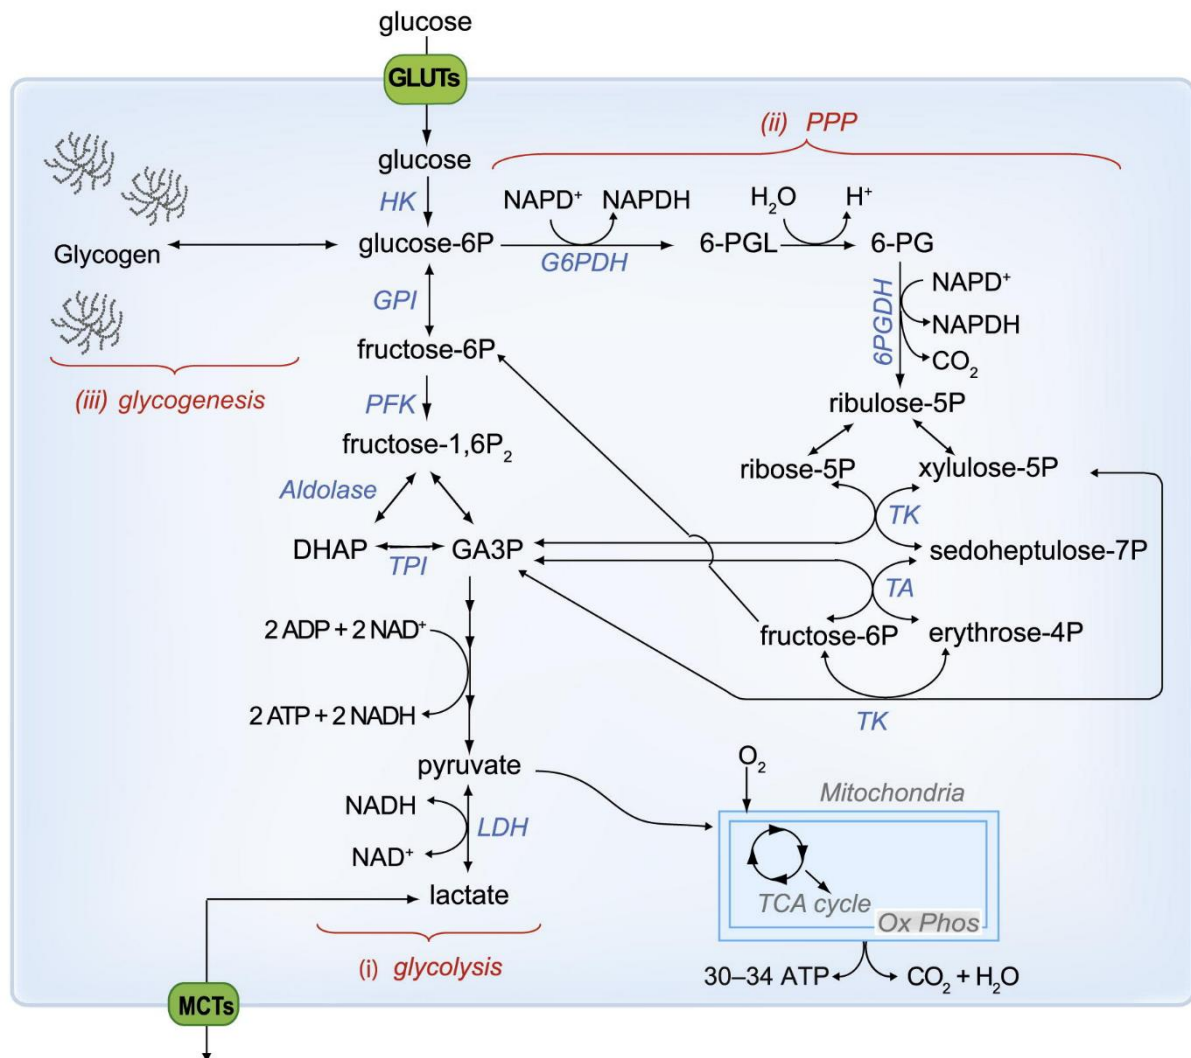 glucose
GLUTs
(ii) PPP
glucose
HK
NAPD⁺ NAPDH
H₂O H⁺
Glycogen
glucose-6P
G6PDH
6-PGL
6-PG
GPI
6PGDH
NAPD⁺
NAPDH
CO₂
fructose-6P
(iii) glycogenesis
PFK
ribulose-5P
fructose-1,6P₂
Aldolase
ribose-5P
xylulose-5P
TK
DHAP
TPI
GA3P
sedoheptulose-7P
TA
2 ADP + 2 NAD⁺
fructose-6P
erythrose-4P
2 ATP + 2 NADH
TK
pyruvate
O₂
Mitochondria
NADH
LDH
NAD⁺
lactate
TCA cycle
Ox Phos
(i) glycolysis
30–34 ATP
CO₂ + H₂O
MCTs